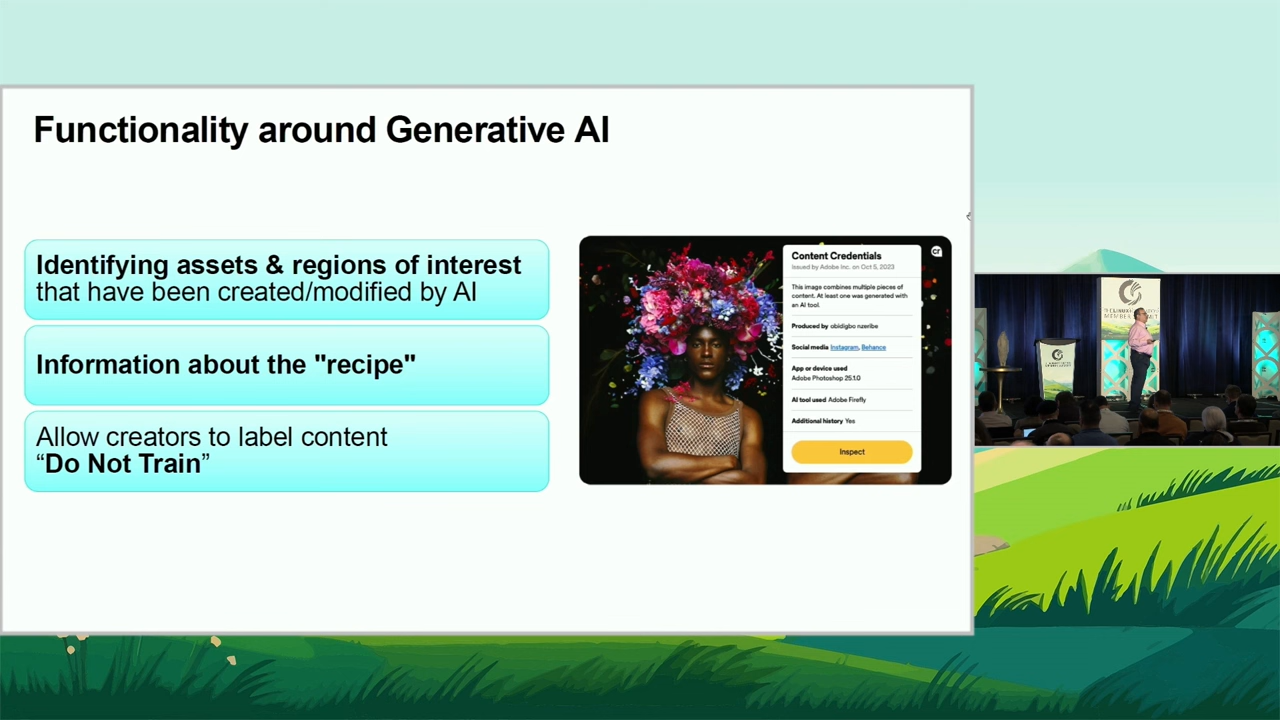 Functionality around Generative AI
Identifying assets & regions of interest
that have been created/modified by AI
Information about the "recipe"
Allow creators to label content
“Do Not Train”
cr
Content Credentials
Issued by Adobe Inc. on Oct 5, 2023
This image combines multiple pieces of
content. At least one was generated with
an AI tool.
Produced by obidigbo nzeribe
Social media Instagram, Behance
App or device used
Adobe Photoshop 25.1.0
AI tool used Adobe Firefly
Additional history Yes
Inspect